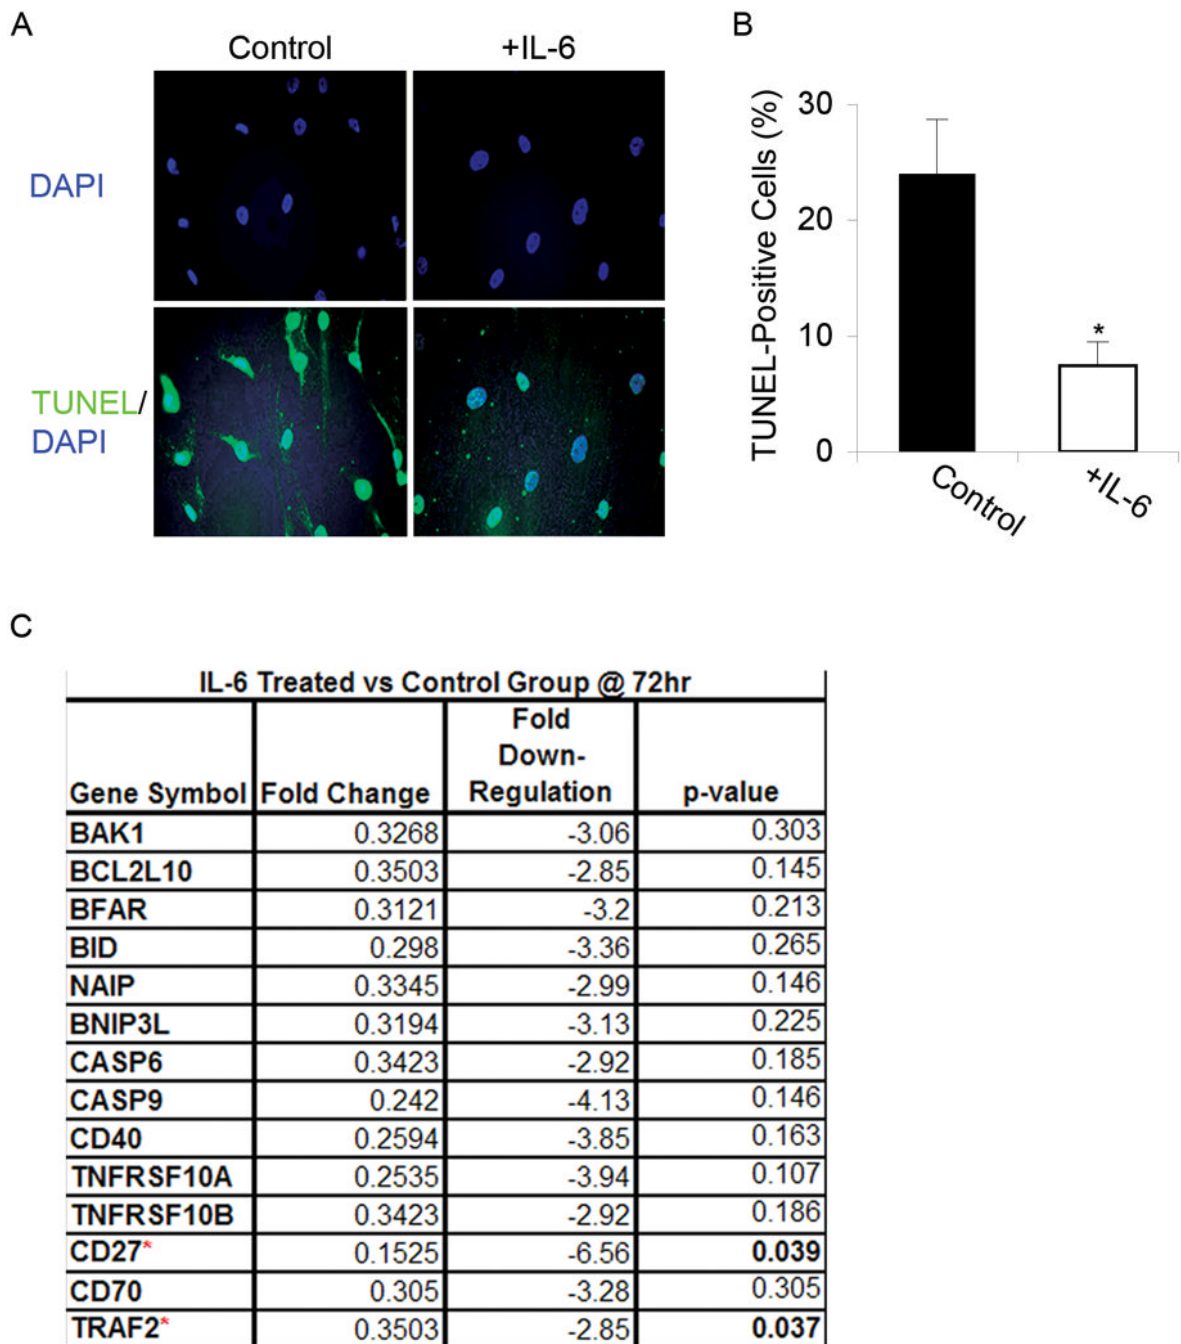 A
Control
+IL-6
DAPI
TUNEL/
DAPI
B
TUNEL-Positive Cells (%)
30
20
10
0
*
Control
+IL-6
C
IL-6 Treated vs Control Group @ 72hr
Gene Symbol Fold Change Fold Down-Regulation p-value
BAK1 0.3268 -3.06 0.303
BCL2L10 0.3503 -2.85 0.145
BFAR 0.3121 -3.2 0.213
BID 0.298 -3.36 0.265
NAIP 0.3345 -2.99 0.146
BNIP3L 0.3194 -3.13 0.225
CASP6 0.3423 -2.92 0.185
CASP9 0.242 -4.13 0.146
CD40 0.2594 -3.85 0.163
TNFRSF10A 0.2535 -3.94 0.107
TNFRSF10B 0.3423 -2.92 0.186
CD27* 0.1525 -6.56 0.039
CD70 0.305 -3.28 0.305
TRAF2* 0.3503 -2.85 0.037